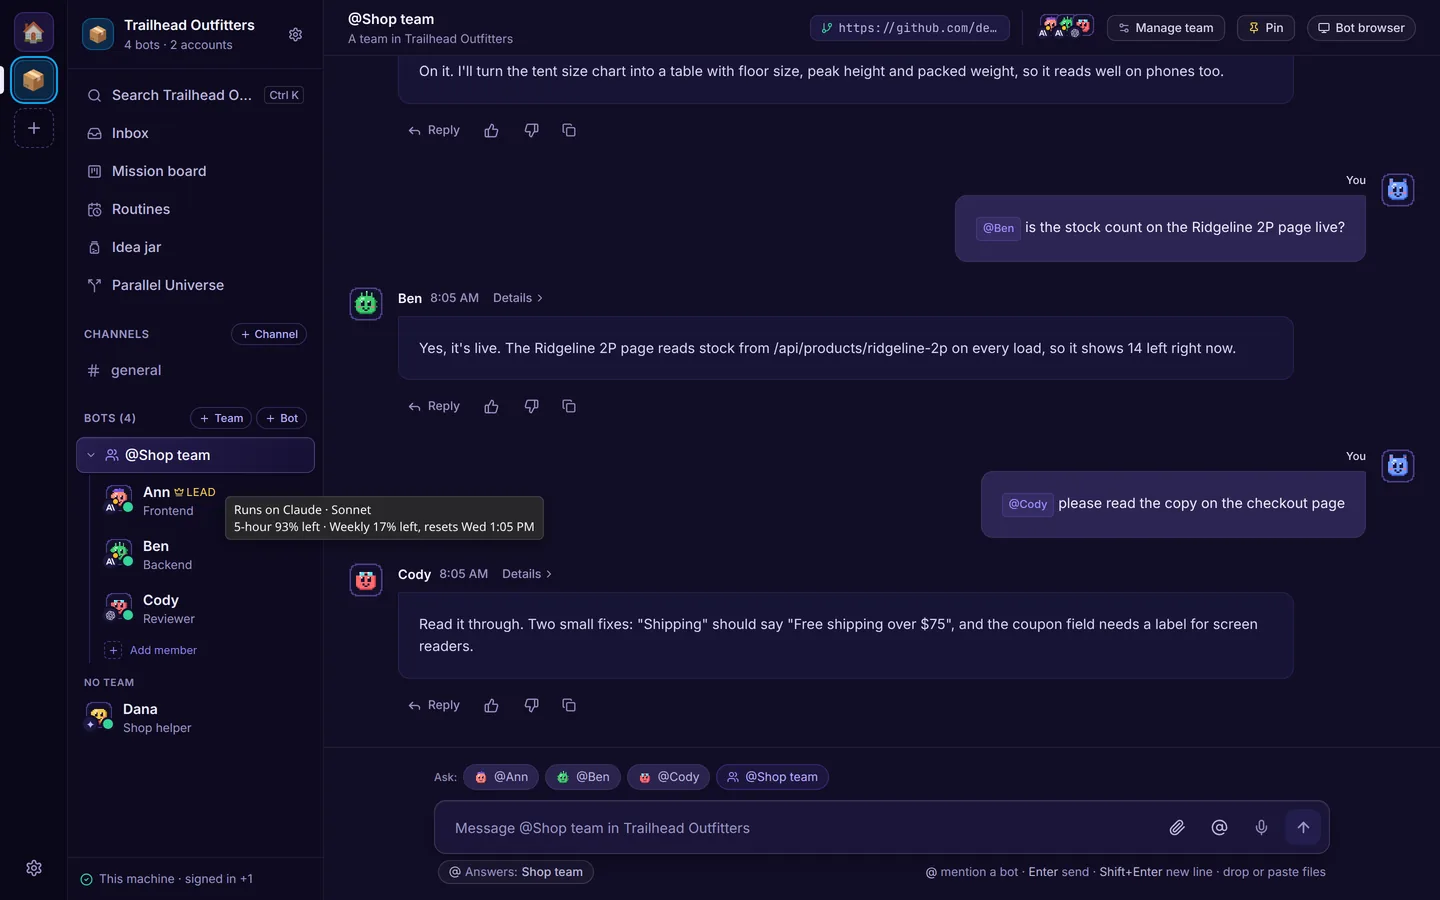 Trailhead Outfitters
4 bots · 2 accounts
Search Trailhead O... Ctrl K
Inbox
Mission board
Routines
Idea jar
Parallel Universe
CHANNELS + Channel
# general
BOTS (4) + Team + Bot
@Shop team
Ann LEAD
Frontend
Ben
Backend
Cody
Reviewer
+ Add member
NO TEAM
Dana
Shop helper
This machine · signed in +1
Runs on Claude · Sonnet
5-hour 93% left · Weekly 17% left, resets Wed 1:05 PM
@Shop team
A team in Trailhead Outfitters
https://github.com/de…
Manage team
Pin
Bot browser
On it. I'll turn the tent size chart into a table with floor size, peak height and packed weight, so it reads well on phones too.
Reply
You
@Ben is the stock count on the Ridgeline 2P page live?
Ben 8:05 AM Details >
Yes, it's live. The Ridgeline 2P page reads stock from /api/products/ridgeline-2p on every load, so it shows 14 left right now.
Reply
You
@Cody please read the copy on the checkout page
Cody 8:05 AM Details >
Read it through. Two small fixes: "Shipping" should say "Free shipping over $75", and the coupon field needs a label for screen
readers.
Reply
Ask: @Ann @Ben @Cody @Shop team
Message @Shop team in Trailhead Outfitters
@ Answers: Shop team
@ mention a bot · Enter send · Shift+Enter new line · drop or paste files